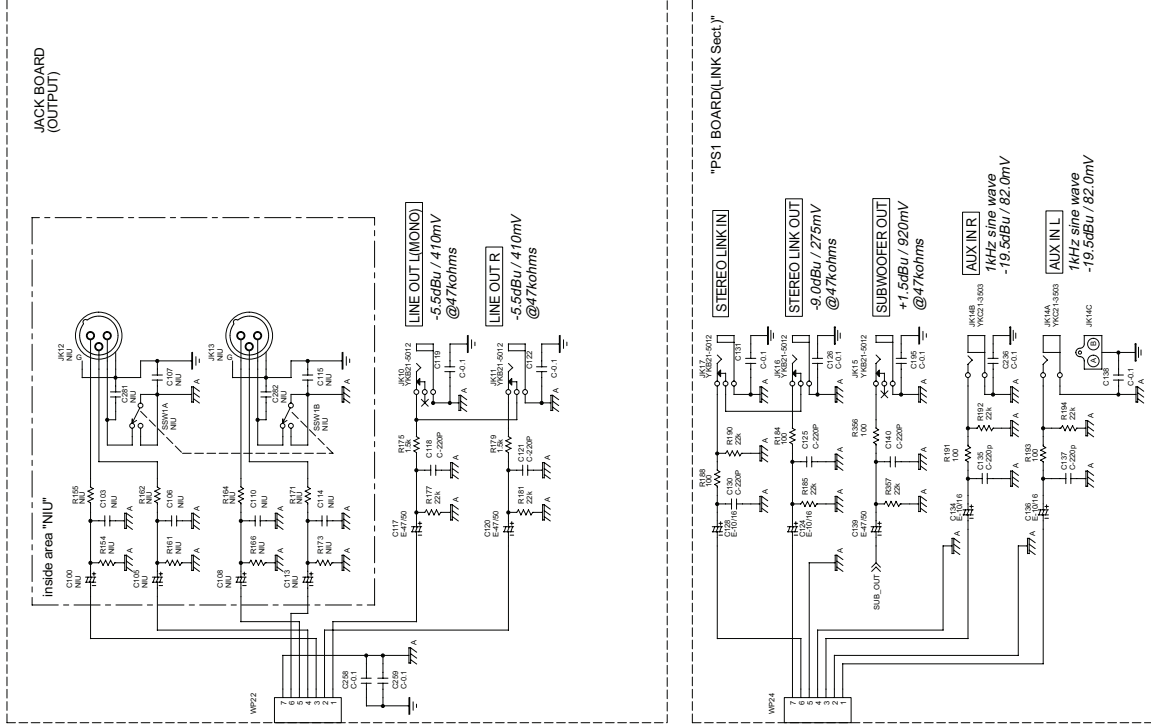 JACK BOARD
(OUTPUT)
inside area "NIU"
JK12
NIU
G
C107
NIU
C281
NIU
SSW1A
NIU
A
R155
NIU
C103
NIU
R154
NIU
C100
NIU
A
R162
NIU
C106
NIU
R161
NIU
C105
NIU
A
JK13
NIU
G
C115
NIU
C282
NIU
SSW1B
NIU
A
R164
NIU
C110
NIU
R166
NIU
C108
NIU
A
R171
NIU
C114
NIU
R173
NIU
C113
NIU
A
LINE OUT L(MONO)
-5.5dBu / 410mV
@47kohms
JK10
YKB21-5012
C119
C-0.1
A
R175
1.5k
C118
C-220P
R177
22k
C117
E-47/50
A
LINE OUT R
-5.5dBu / 410mV
@47kohms
JK11
YKB21-5012
C122
C-0.1
A
R179
1.5k
C121
C-220P
R181
22k
C120
E-47/50
A
WP22
7
6
5
4
3
2
1
C258
C-0.1
C259
C-0.1
A
"PS1 BOARD(LINK Sect.)"
STEREO LINK IN
JK17
YKB21-5012
C131
C-0.1
A
R190
22k
R188
100
C130
C-220P
C128
E-10/16
A
STEREO LINK OUT
-9.0dBu / 275mV
@47kohms
JK16
YKB21-5012
C126
C-0.1
A
R184
100
C125
C-220P
R185
22k
C124
E-10/16
A
SUBWOOFER OUT
+1.5dBu / 920mV
@47kohms
JK15
YKB21-5012
C195
C-0.1
A
R356
100
C140
C-220P
R357
22k
C139
E-47/50
SUB_OUT
A
AUX IN R
1kHz sine wave
-19.5dBu / 82.0mV
JK14B
YKC21-3503
C236
C-0.1
A
R192
22k
R191
100
C135
C-220p
C134
E-10/16
A
AUX IN L
1kHz sine wave
-19.5dBu / 82.0mV
JK14A
YKC21-3503
JK14C
A
B
C138
C-0.1
A
R194
22k
R193
100
C137
C-220p
C136
E-10/16
A
WP24
7
6
5
4
3
2
1